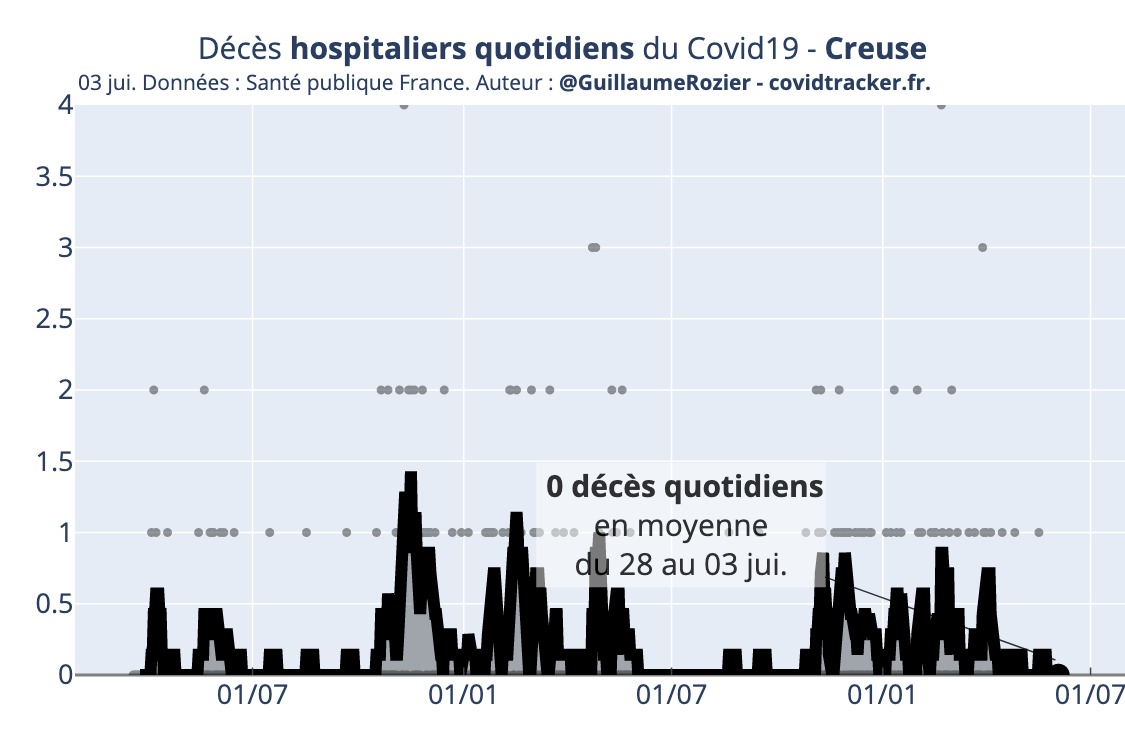 Décès hospitaliers quotidiens du Covid19 - Creuse
03 jui. Données : Santé publique France. Auteur : @GuillaumeRozier - covidtracker.fr.
4
3.5
3
2.5
2
1.5
1
0.5
0
0 décès quotidiens
en moyenne
du 28 au 03 jui.
01/07
01/01
01/07
01/01
01/07